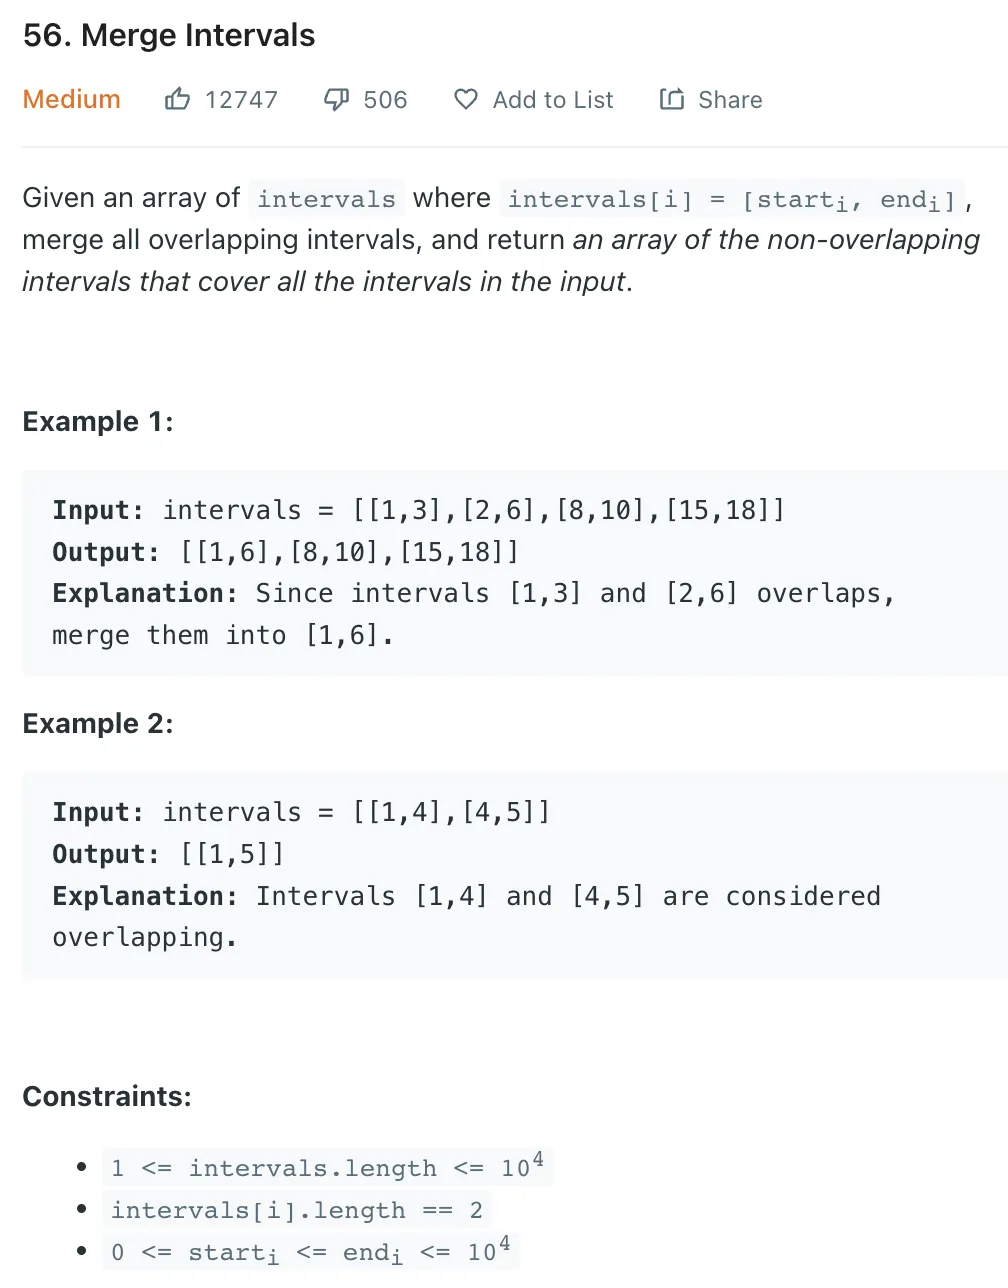 56. Merge Intervals
Medium 12747 506 Add to List Share
Given an array of intervals where intervals[i] = [starti, endi],
merge all overlapping intervals, and return an array of the non-overlapping
intervals that cover all the intervals in the input.
Example 1:
Input: intervals = [[1,3],[2,6],[8,10],[15,18]]
Output: [[1,6],[8,10],[15,18]]
Explanation: Since intervals [1,3] and [2,6] overlaps,
merge them into [1,6].
Example 2:
Input: intervals = [[1,4],[4,5]]
Output: [[1,5]]
Explanation: Intervals [1,4] and [4,5] are considered
overlapping.
Constraints:
• 1 <= intervals.length <= 10⁴
• intervals[i].length == 2
• 0 <= starti <= endi <= 10⁴